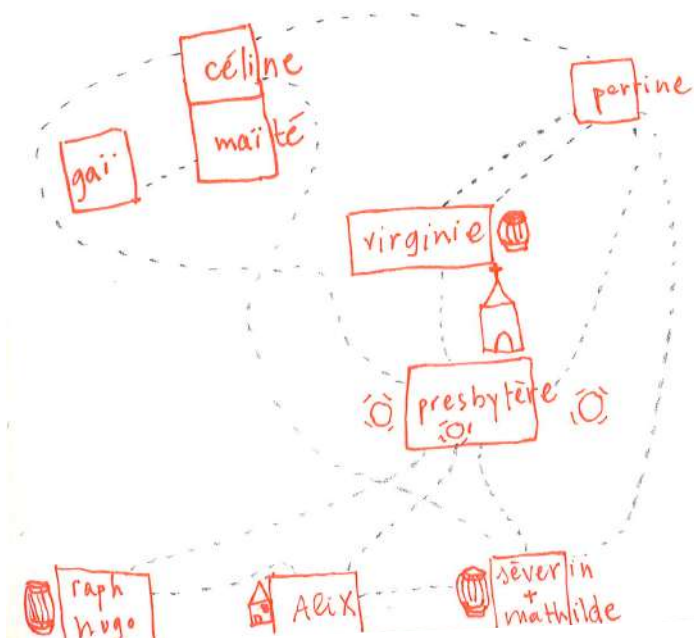 céline
perrine
maïté
gaï
virginie
presbytère
raph
hugo
Alix
séverin
+
mathilde